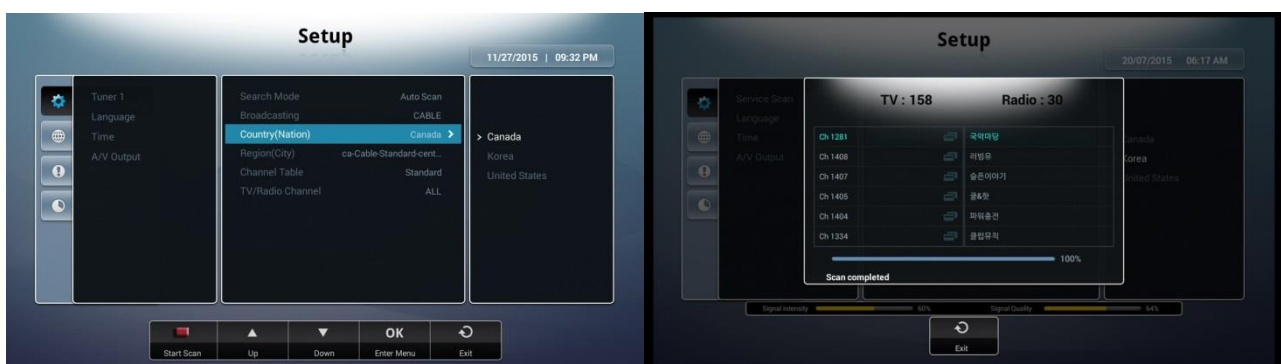 Setup
11/27/2015 | 09:32 PM
Tuner 1
Language
Time
A/V Output
Search Mode Auto Scan
Broadcasting CABLE
Country(Nation) Canada >
Region(City) ca-Cable-Standard-cent...
Channel Table Standard
TV/Radio Channel ALL
> Canada
Korea
United States
Start Scan
Up
Down
OK
Enter Menu
Exit
Setup
20/07/2015 06:17 AM
Service Scan
Language
Time
A/V Output
TV : 158 Radio : 30
Ch 1281 국악마당
Ch 1408 러빙유
Ch 1407 슬픈이야기
Ch 1405 쿨&핫
Ch 1404 파워충전
Ch 1334 클럽뮤직
100%
Scan completed
Canada
Korea
United States
Signal Intensity 60% Signal Quality 64%
Exit